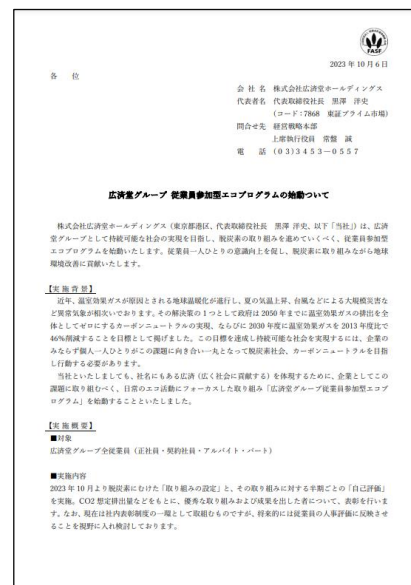 FASF
2023 年 10 月 6 日
各 位
会 社 名 株式会社広済堂ホールディングス
代表者名 代表取締役社長 黒澤 洋史
(コード:7868 東証プライム市場)
問合せ先 経営戦略本部
上席執行役員 常盤 誠
電 話 (03)3453-0557
広済堂グループ 従業員参加型エコプログラムの始動ついて
株式会社広済堂ホールディングス(東京都港区、代表取締役社長 黒澤 洋史、以下「当社」)は、広済
堂グループとして持続可能な社会の実現を目指し、脱炭素の取り組みを進めていくべく、従業員参加型
エコプログラムを始動いたします。従業員一人ひとりの意識向上を促し、脱炭素に取り組みながら地球
環境改善に貢献いたします。
【実施背景】
近年、温室効果ガスが原因とされる地球温暖化が進行し、夏の気温上昇、台風などによる大規模災害な
ど異常気象が相次いでおります。その解決策の1つとして政府は 2050 年までに温室効果ガスの排出を全
体としてゼロにするカーボンニュートラルの実現、ならびに 2030 年度に温室効果ガスを 2013 年度比で
46%削減することを目標として掲げました。この目標を達成し持続可能な社会を実現するには、企業の
みならず個人一人ひとりがこの課題に向き合い一丸となって脱炭素社会、カーボンニュートラルを目指
し行動する必要があります。
当社といたしましても、社名にもある広済(広く社会に貢献する)を体現するために、企業としてこの
課題に取り組むべく、日常のエコ活動にフォーカスした取り組み「広済堂グループ従業員参加型エコプ
ログラム」を始動することといたしました。
【実施概要】
■対象
広済堂グループ全従業員(正社員・契約社員・アルバイト・パート)
■実施内容
2023 年 10 月より脱炭素にむけた「取り組みの設定」と、その取り組みに対する半期ごとの「自己評価」
を実施。CO2 想定排出量などをもとに、優秀な取り組みおよび成果を出した者について、表彰を行いま
す。なお、現在は社内表彰制度の一環として取組むものですが、将来的には従業員の人事評価に反映させ
ることを視野に入れ検討しております。